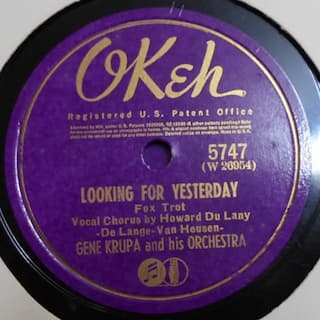 OKeh
Registered U.S. Patent Office
5747
(W 26954)
LOOKING FOR YESTERDAY
Fox Trot
Vocal Chorus by Howard Du Lany
-De Lange-Van Heusen-
GENE KRUPA and his ORCHESTRA